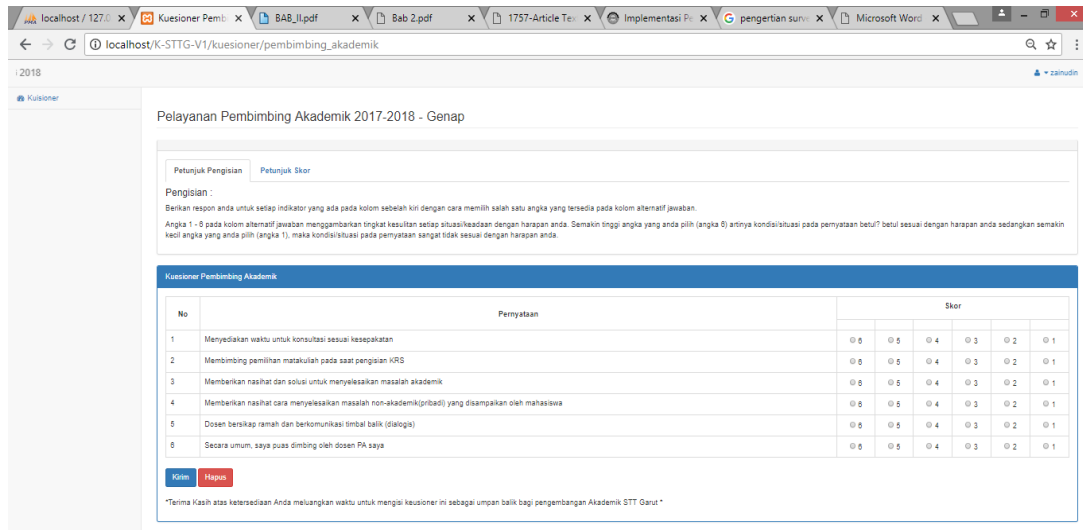 localhost / 127.0
Kuesioner Pemb
BAB_II.pdf
Bab 2.pdf
1757-Article Tex
Implementasi Pe
pengertian surve
Microsoft Word
localhost/K-STTG-V1/kuesioner/pembimbing_akademik
2018
zainudin
Kuisioner
Pelayanan Pembimbing Akademik 2017-2018 - Genap
Petunjuk Pengisian
Petunjuk Skor
Pengisian :
Berikan respon anda untuk setiap indikator yang ada pada kolom sebelah kiri dengan cara memilih salah satu angka yang tersedia pada kolom alternatif jawaban.
Angka 1 - 6 pada kolom alternatif jawaban menggambarkan tingkat kesulitan setiap situasi/keadaan dengan harapan anda. Semakin tinggi angka yang anda pilih (angka 6) artinya kondisi/situasi pada pernyataan betul? betul sesuai dengan harapan anda sedangkan semakin
kecil angka yang anda pilih (angka 1), maka kondisi/situasi pada pernyataan sangat tidak sesuai dengan harapan anda.
Kuesioner Pembimbing Akademik
No Pernyataan Skor
1 Menyediakan waktu untuk konsultasi sesuai kesepakatan 6 5 4 3 2 1
2 Membimbing pemilihan matakuliah pada saat pengisian KRS 6 5 4 3 2 1
3 Memberikan nasihat dan solusi untuk menyelesaikan masalah akademik 6 5 4 3 2 1
4 Memberikan nasihat cara menyelesaikan masalah non-akademik(pribadi) yang disampaikan oleh mahasiswa 6 5 4 3 2 1
5 Dosen bersikap ramah dan berkomunikasi timbal balik (dialogis) 6 5 4 3 2 1
6 Secara umum, saya puas dimbing oleh dosen PA saya 6 5 4 3 2 1
Kirim
Hapus
*Terima Kasih atas ketersediaan Anda meluangkan waktu untuk mengisi keusioner ini sebagai umpan balik bagi pengembangan Akademik STT Garut *